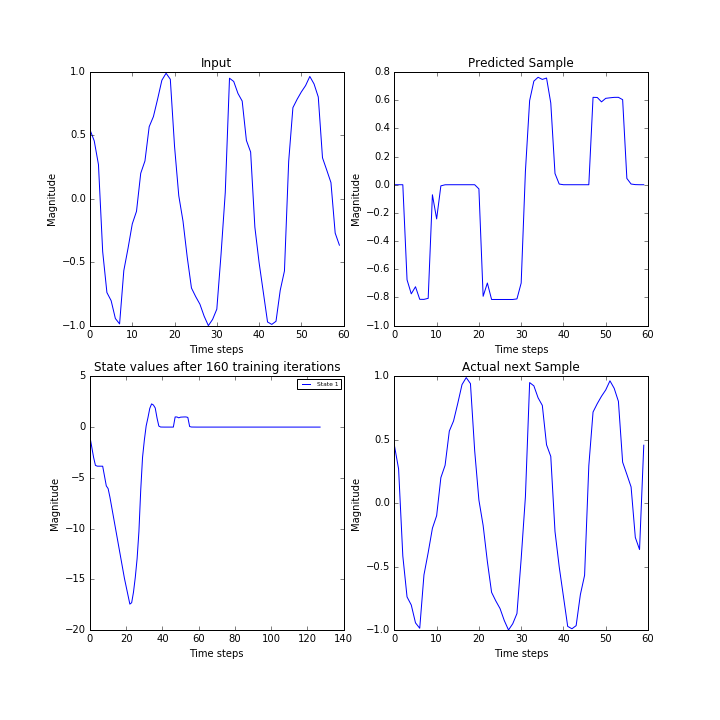 Input
Predicted Sample
1.0
0.5
0.0
−0.5
−1.0
Magnitude
0 10 20 30 40 50 60
Time steps
0.8
0.6
0.4
0.2
0.0
−0.2
−0.4
−0.6
−0.8
−1.0
Magnitude
0 10 20 30 40 50 60
Time steps
State values after 160 training iterations
Actual next Sample
5
0
−5
−10
−15
−20
Magnitude
State 1
0 20 40 60 80 100 120 140
Time steps
1.0
0.5
0.0
−0.5
−1.0
Magnitude
0 10 20 30 40 50 60
Time steps